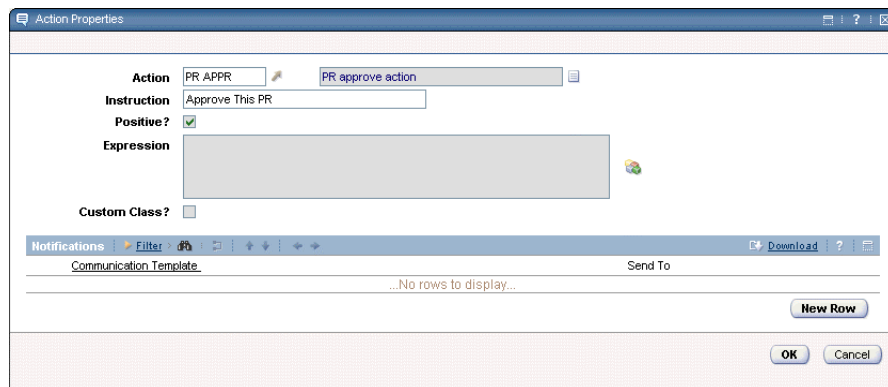 Action Properties ?
Action PR APPR PR approve action
Instruction Approve This PR
Positive?
Expression
Custom Class?
Notifications Filter Download ?
Communication Template Send To
...No rows to display...
New Row
OK Cancel